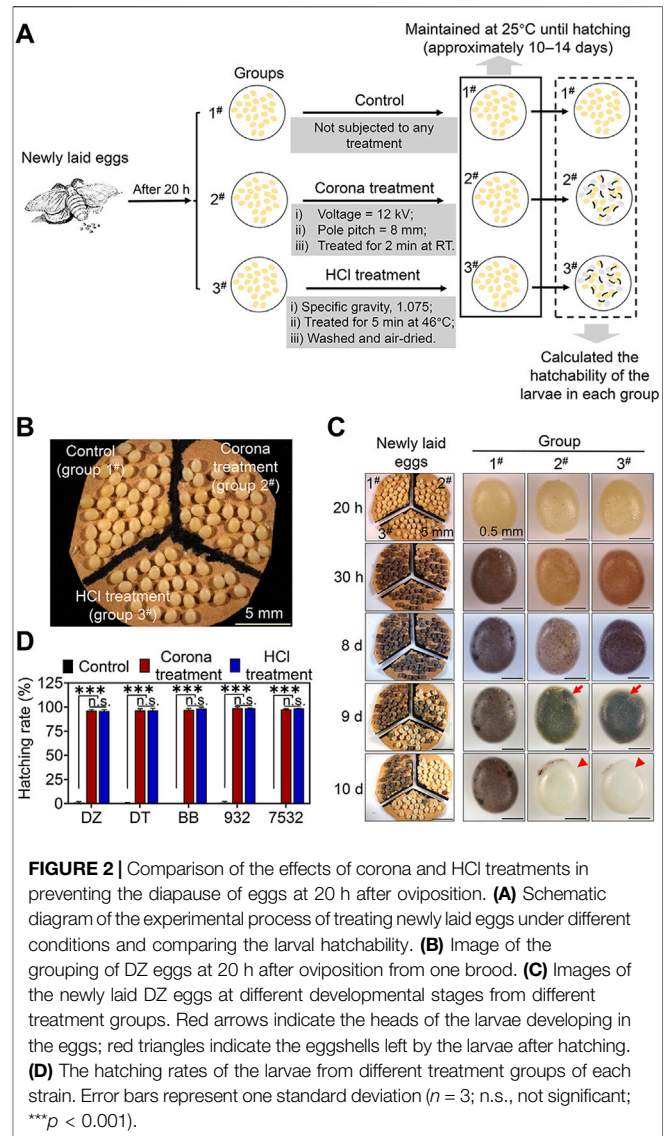 A
Maintained at 25°C until hatching
(approximately 10–14 days)
Groups
1#
Control
Not subjected to any
treatment
1#
1#
Newly laid eggs
After 20 h
2#
Corona treatment
i) Voltage = 12 kV;
ii) Pole pitch = 8 mm;
iii) Treated for 2 min at RT.
2#
2#
3#
HCl treatment
i) Specific gravity, 1.075;
ii) Treated for 5 min at 46°C;
iii) Washed and air-dried.
3#
3#
Calculated the
hatchability of the
larvae in each group
B
Control
(group 1#)
Corona
treatment
(group 2#)
HCl treatment
(group 3#)
5 mm
C
Newly laid
eggs
Group
1# 2# 3#
20 h
1# 2#
3#
5 mm
0.5 mm
30 h
8 d
9 d
10 d
D
Control
Corona
treatment
HCl
treatment
Hatching rate (%)
125
100
75
50
25
0
*** *** *** *** ***
n.s. n.s. n.s. n.s. n.s.
DZ DT BB 932 7532
FIGURE 2 | Comparison of the effects of corona and HCl treatments in
preventing the diapause of eggs at 20 h after oviposition. (A) Schematic
diagram of the experimental process of treating newly laid eggs under different
conditions and comparing the larval hatchability. (B) Image of the
grouping of DZ eggs at 20 h after oviposition from one brood. (C) Images of
the newly laid DZ eggs at different developmental stages from different
treatment groups. Red arrows indicate the heads of the larvae developing in
the eggs; red triangles indicate the eggshells left by the larvae after hatching.
(D) The hatching rates of the larvae from different treatment groups of each
strain. Error bars represent one standard deviation (n = 3; n.s., not significant;
***p < 0.001).